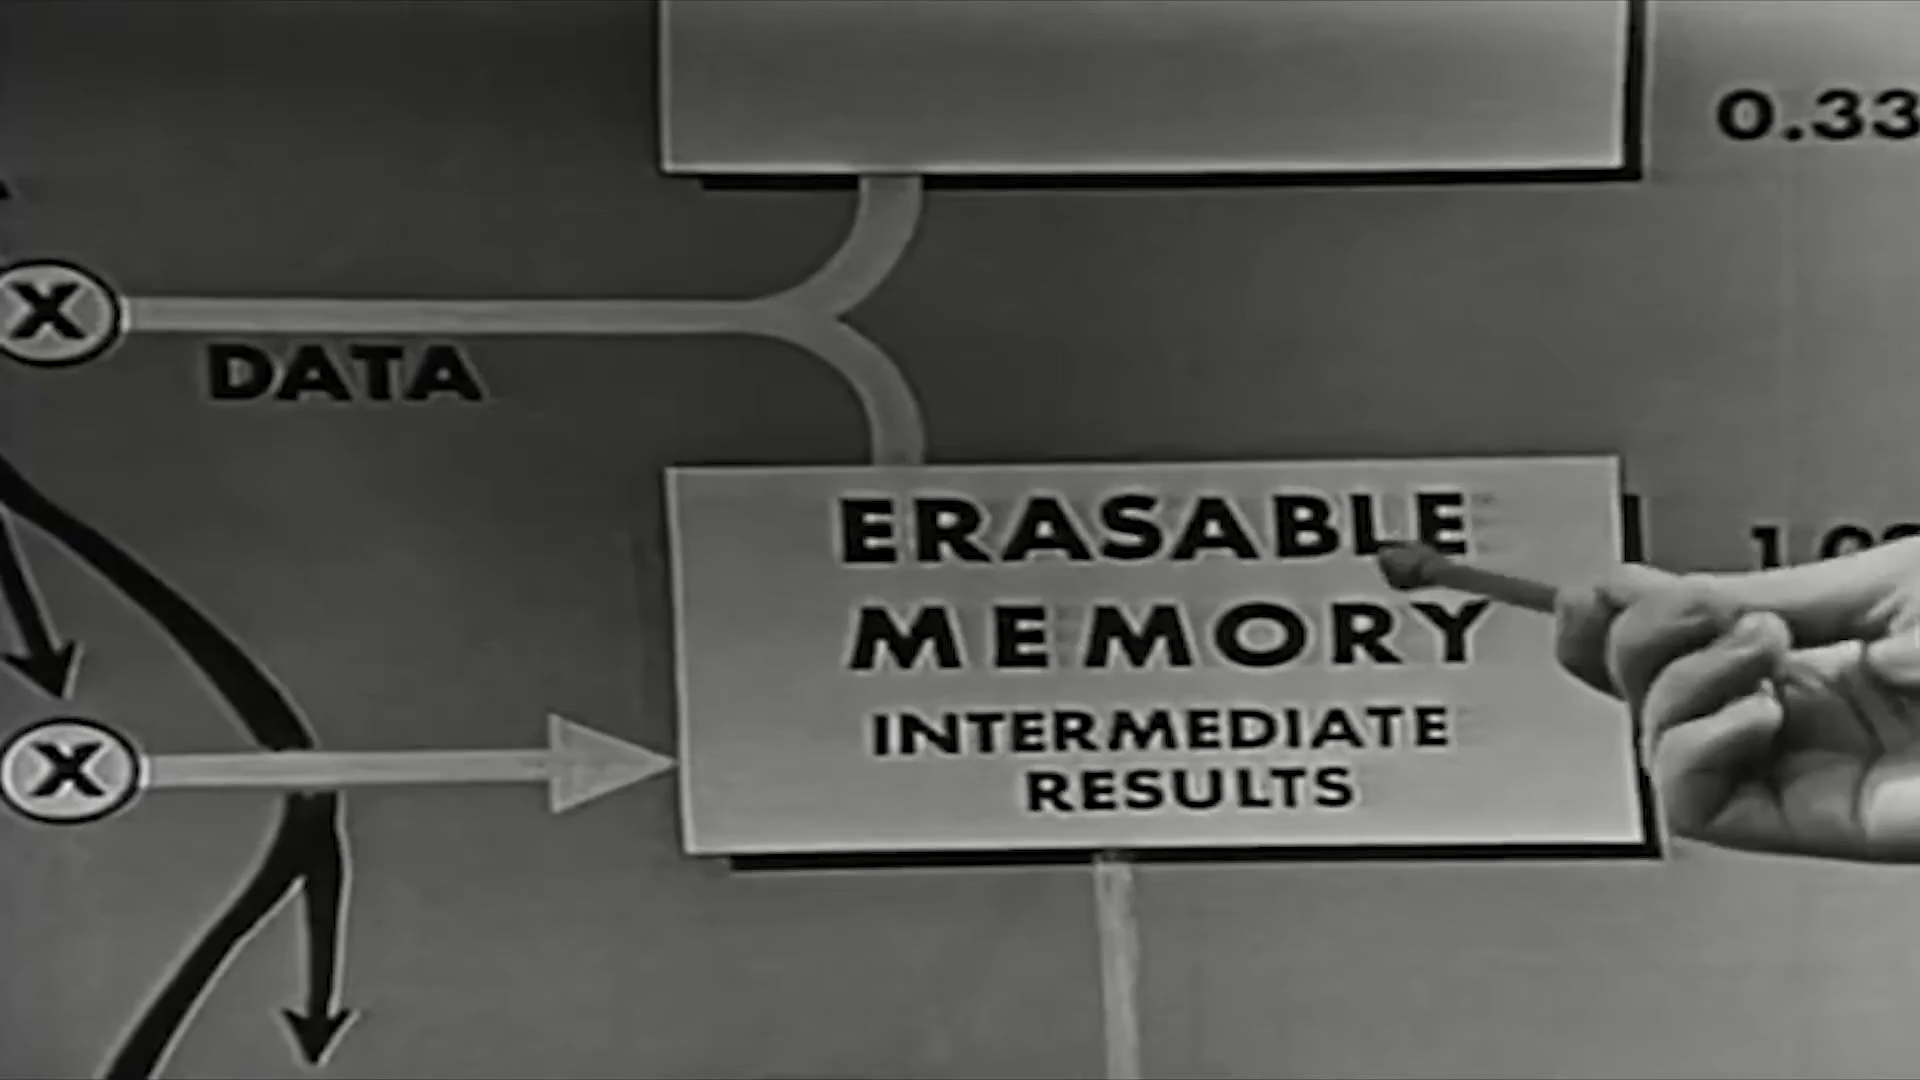 0.33
X
DATA
ERASABLE
MEMORY
INTERMEDIATE
RESULTS
X